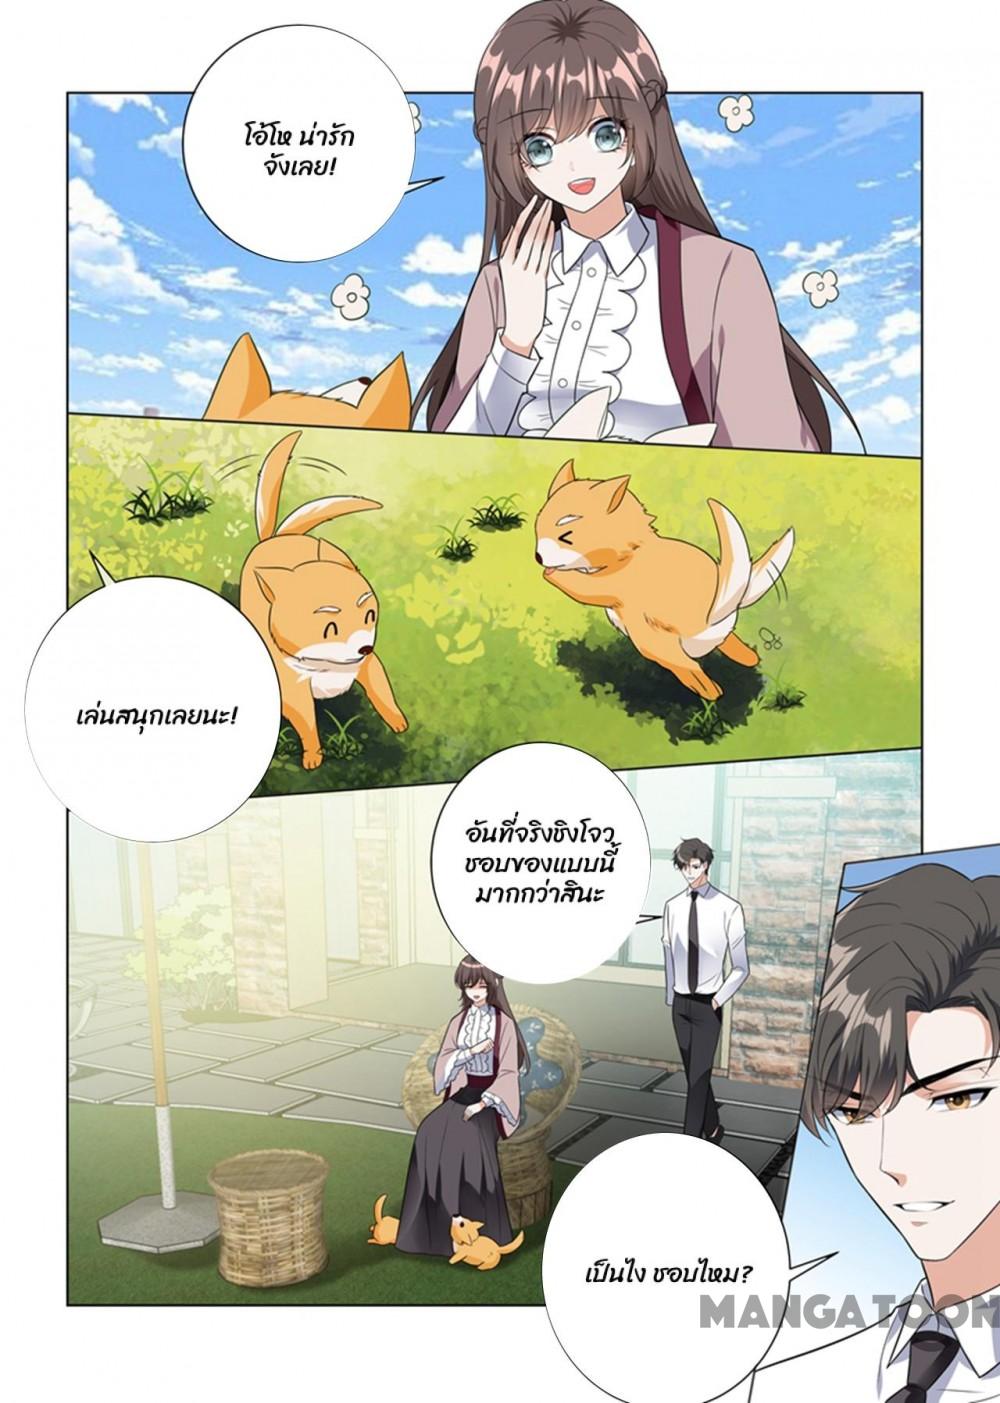 โอ้โห น่ารัก
จังเลย!
เล่นสนุกเลยนะ!
อันที่จริงชิงโจว
ชอบของแบบนี้
มากกว่าสินะ
เป็นไง ชอบไหม?
MANGATOON